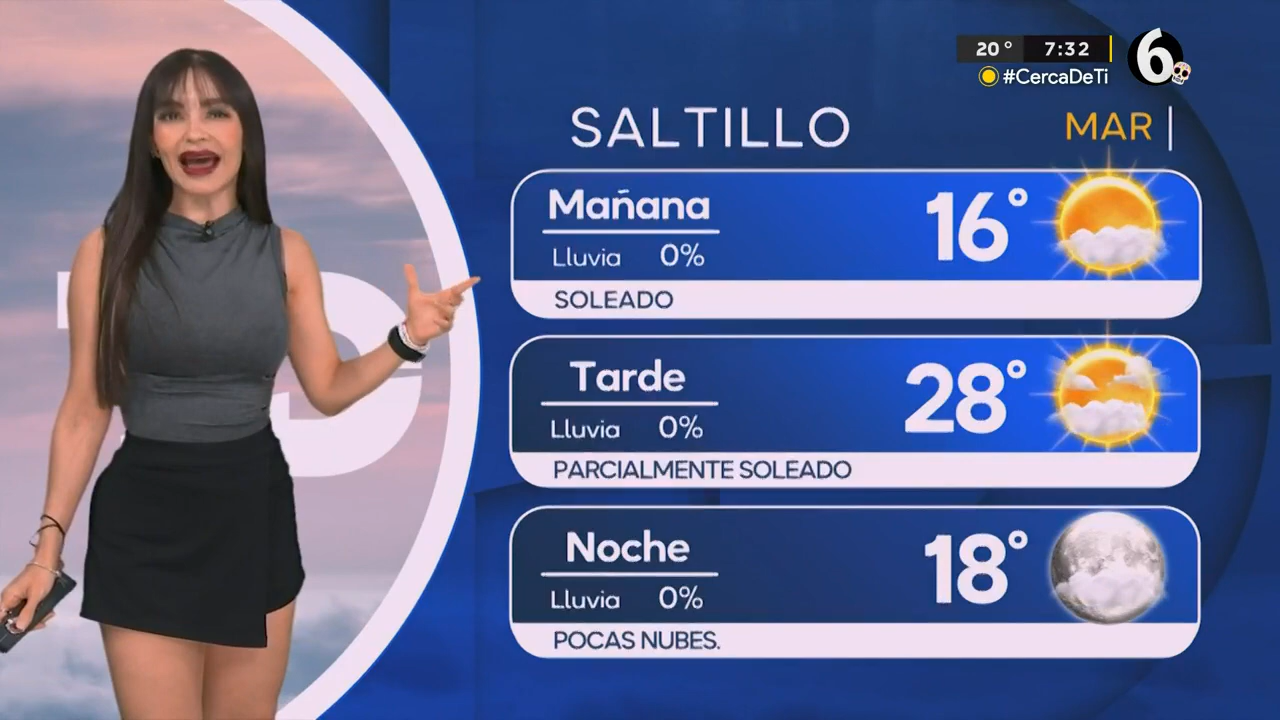 20° 7:32
6
#CercaDeTi
SALTILLO MAR
Mañana 16°
Lluvia 0%
SOLEADO
Tarde 28°
Lluvia 0%
PARCIALMENTE SOLEADO
Noche 18°
Lluvia 0%
POCAS NUBES.